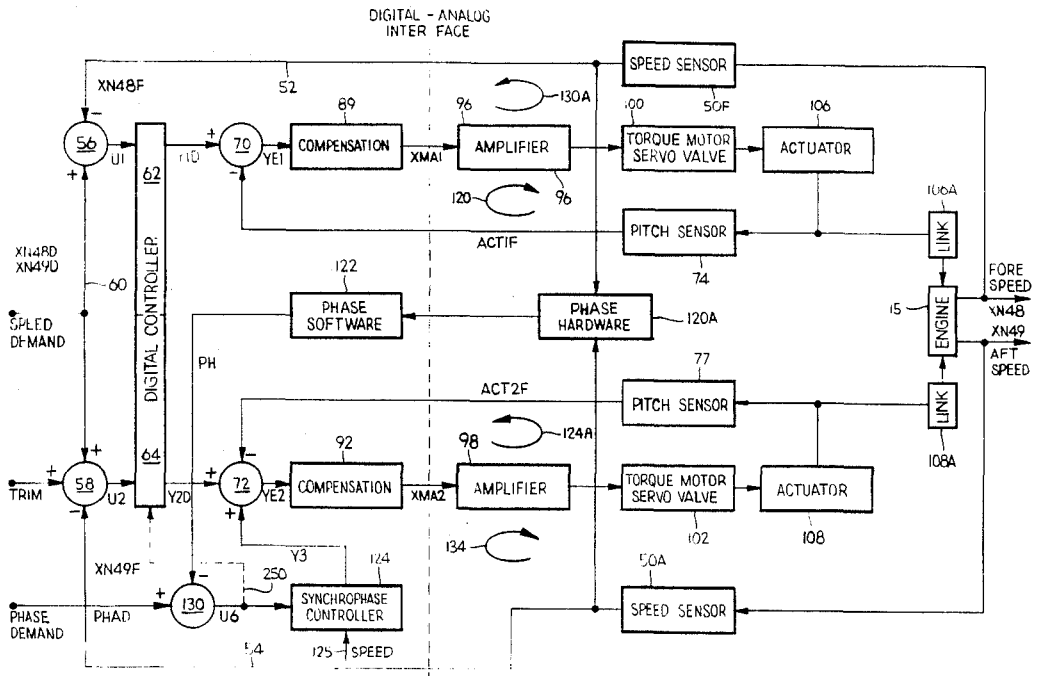 DIGITAL - ANALOG
INTER FACE
XN48F
52
130A
SPEED SENSOR
50F
56
U1
62
Y1D
70
YE1
89
COMPENSATION
XMA1
96
AMPLIFIER
96
100
TORQUE MOTOR
SERVO VALVE
106
ACTUATOR
120
ACT1F
PITCH SENSOR
74
106A
LINK
XN48D
XN49D
60
DIGITAL CONTROLLER
SPEED
DEMAND
122
PHASE
SOFTWARE
PHASE
HARDWARE
120A
15
ENGINE
FORE
SPEED
XN48
XN49
AFT
SPEED
PH
ACT2F
77
PITCH SENSOR
LINK
108A
124A
TRIM
58
U2
64
Y2D
72
YE2
92
COMPENSATION
XMA2
98
AMPLIFIER
TORQUE MOTOR
SERVO VALVE
102
ACTUATOR
108
134
XN49F
Y3
250
124
SYNCHROPHASE
CONTROLLER
50A
SPEED SENSOR
PHASE
DEMAND
PHAD
130
U6
54
125
SPEED